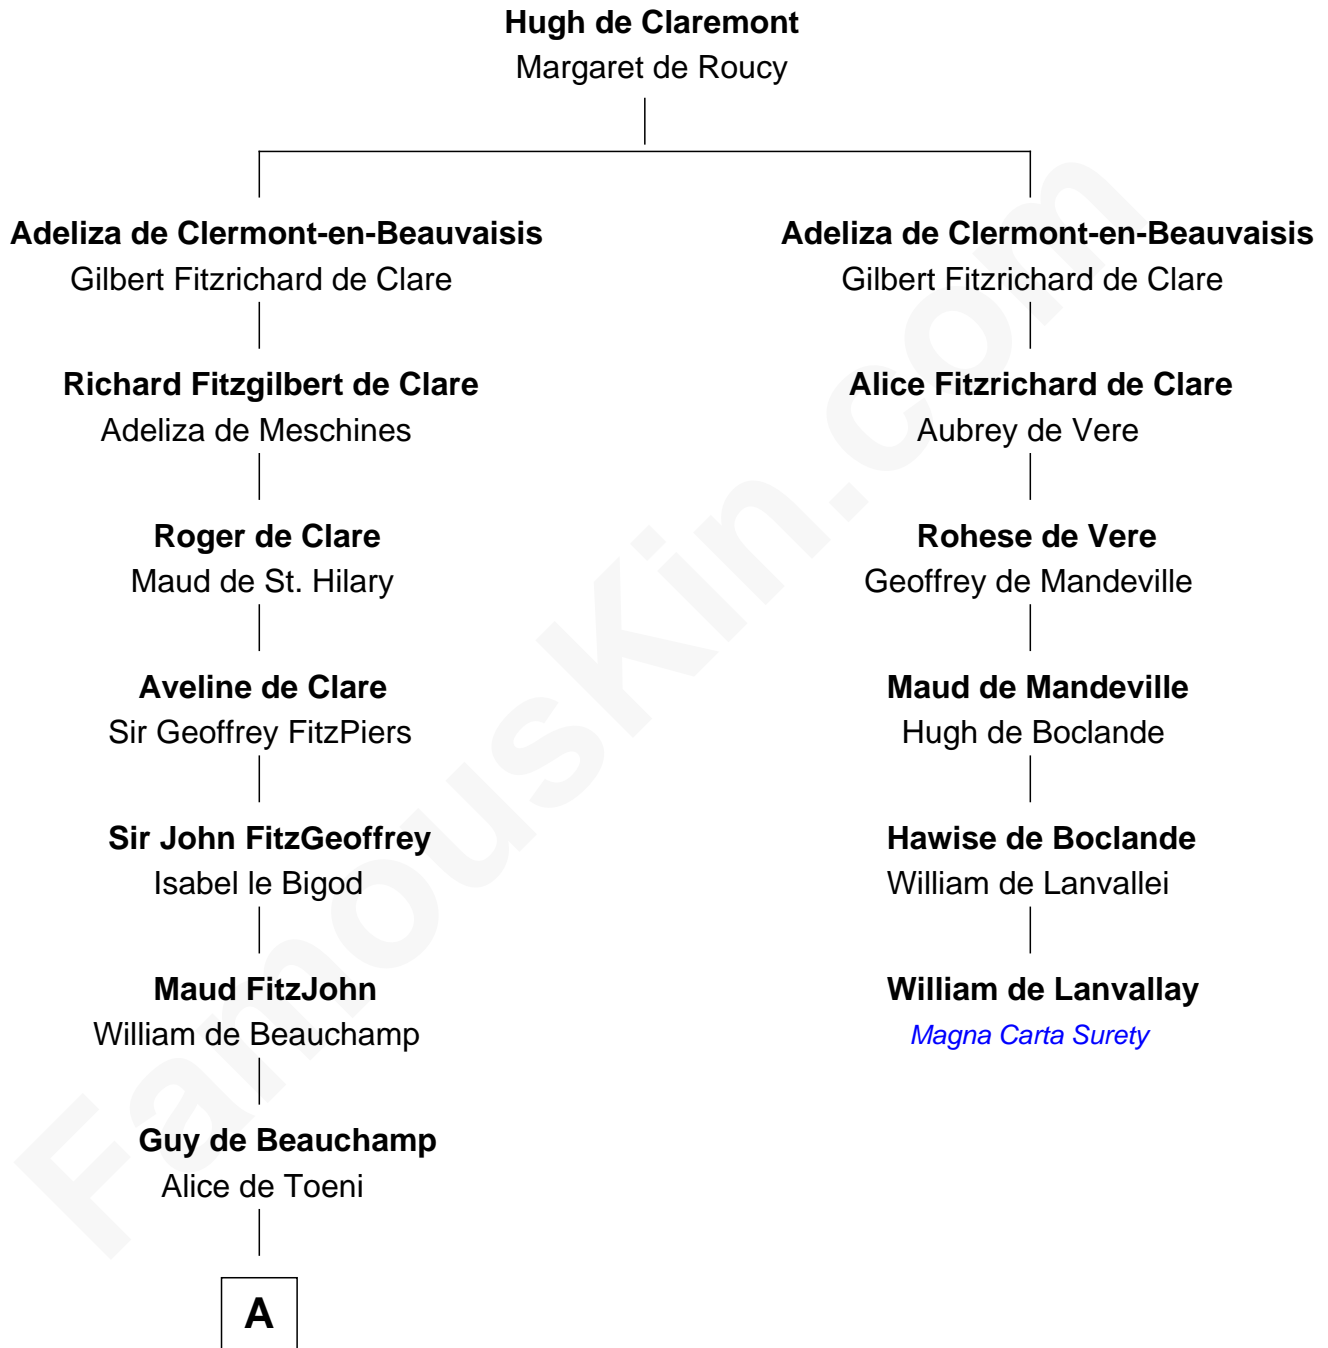 Hugh de Claremont
Margaret de Roucy
Adeliza de Clermont-en-Beauvaisis
Gilbert Fitzrichard de Clare
Adeliza de Clermont-en-Beauvaisis
Gilbert Fitzrichard de Clare
Richard Fitzgilbert de Clare
Adeliza de Meschines
Alice Fitzrichard de Clare
Aubrey de Vere
Roger de Clare
Maud de St. Hilary
Rohese de Vere
Geoffrey de Mandeville
Aveline de Clare
Sir Geoffrey FitzPiers
Maud de Mandeville
Hugh de Boclande
Sir John FitzGeoffrey
Isabel le Bigod
Hawise de Boclande
William de Lanvallei
Maud FitzJohn
William de Beauchamp
William de Lanvallay
Magna Carta Surety
Guy de Beauchamp
Alice de Toeni
A
FamousKin.com